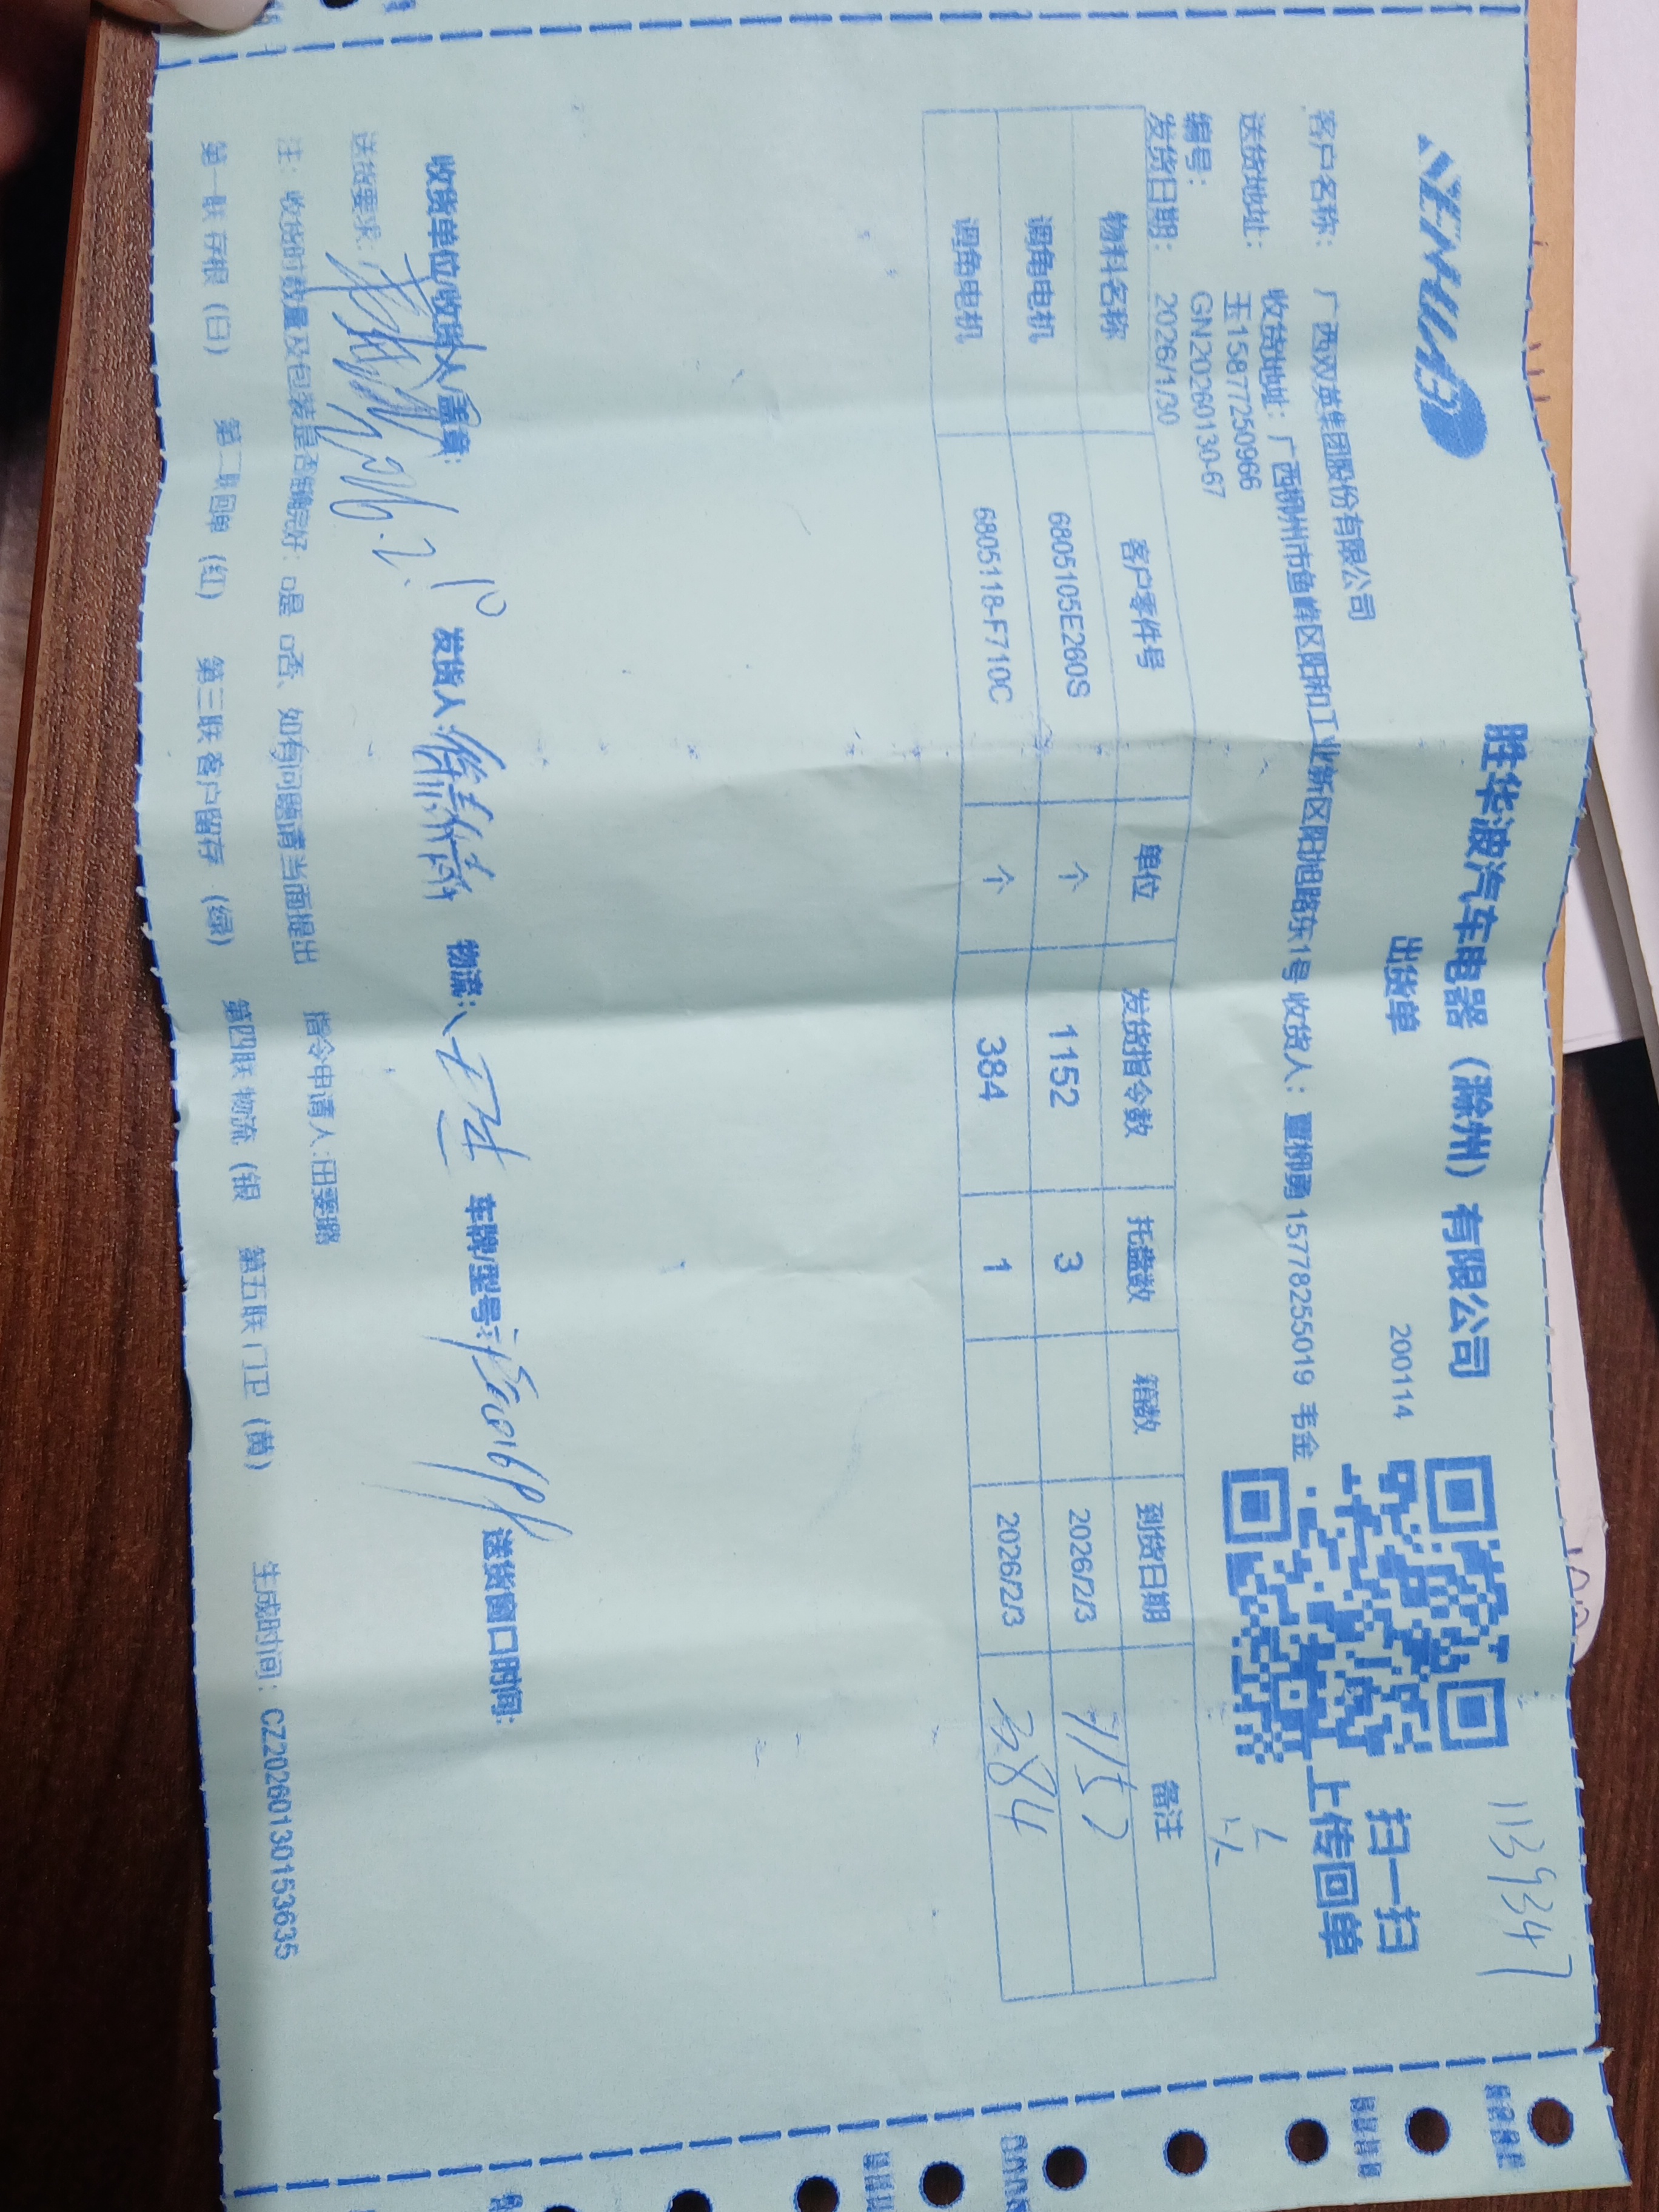 SHENGHUABO
胜华波汽车电器（滁州）有限公司
出货单
200114
扫一扫
上传回单
1139347
客户名称： 广西双英集团股份有限公司
送货地址： 收货地址：广西柳州市鱼峰区阳和工业新区阳旭路东1号 收货人：覃柳勇 15778255019 韦金
玉15877250966
编号： GN20260130-67
发货日期： 2026/1/30
物料名称 客户零件号 单位 发货指令数 托盘数 箱数 到货日期 备注
调角电机 6805105E260S 个 1152 3 2026/2/3 1152
调角电机 6805118-F710C 个 384 1 2026/2/3 384
收货单位/收货人/盖章： 发货人： 物流： 车牌/型号： 送货窗口时间：
送货要求：
注：收货时数量及包装是否准确完好：□是 □否、如有问题请当面提出 指令申请人：田
第一联 存根（白） 第二联 回单（红） 第三联 客户留存（绿） 第四联 物流（银 第五联 门卫（黄） 生成时间：CZ20260130153635